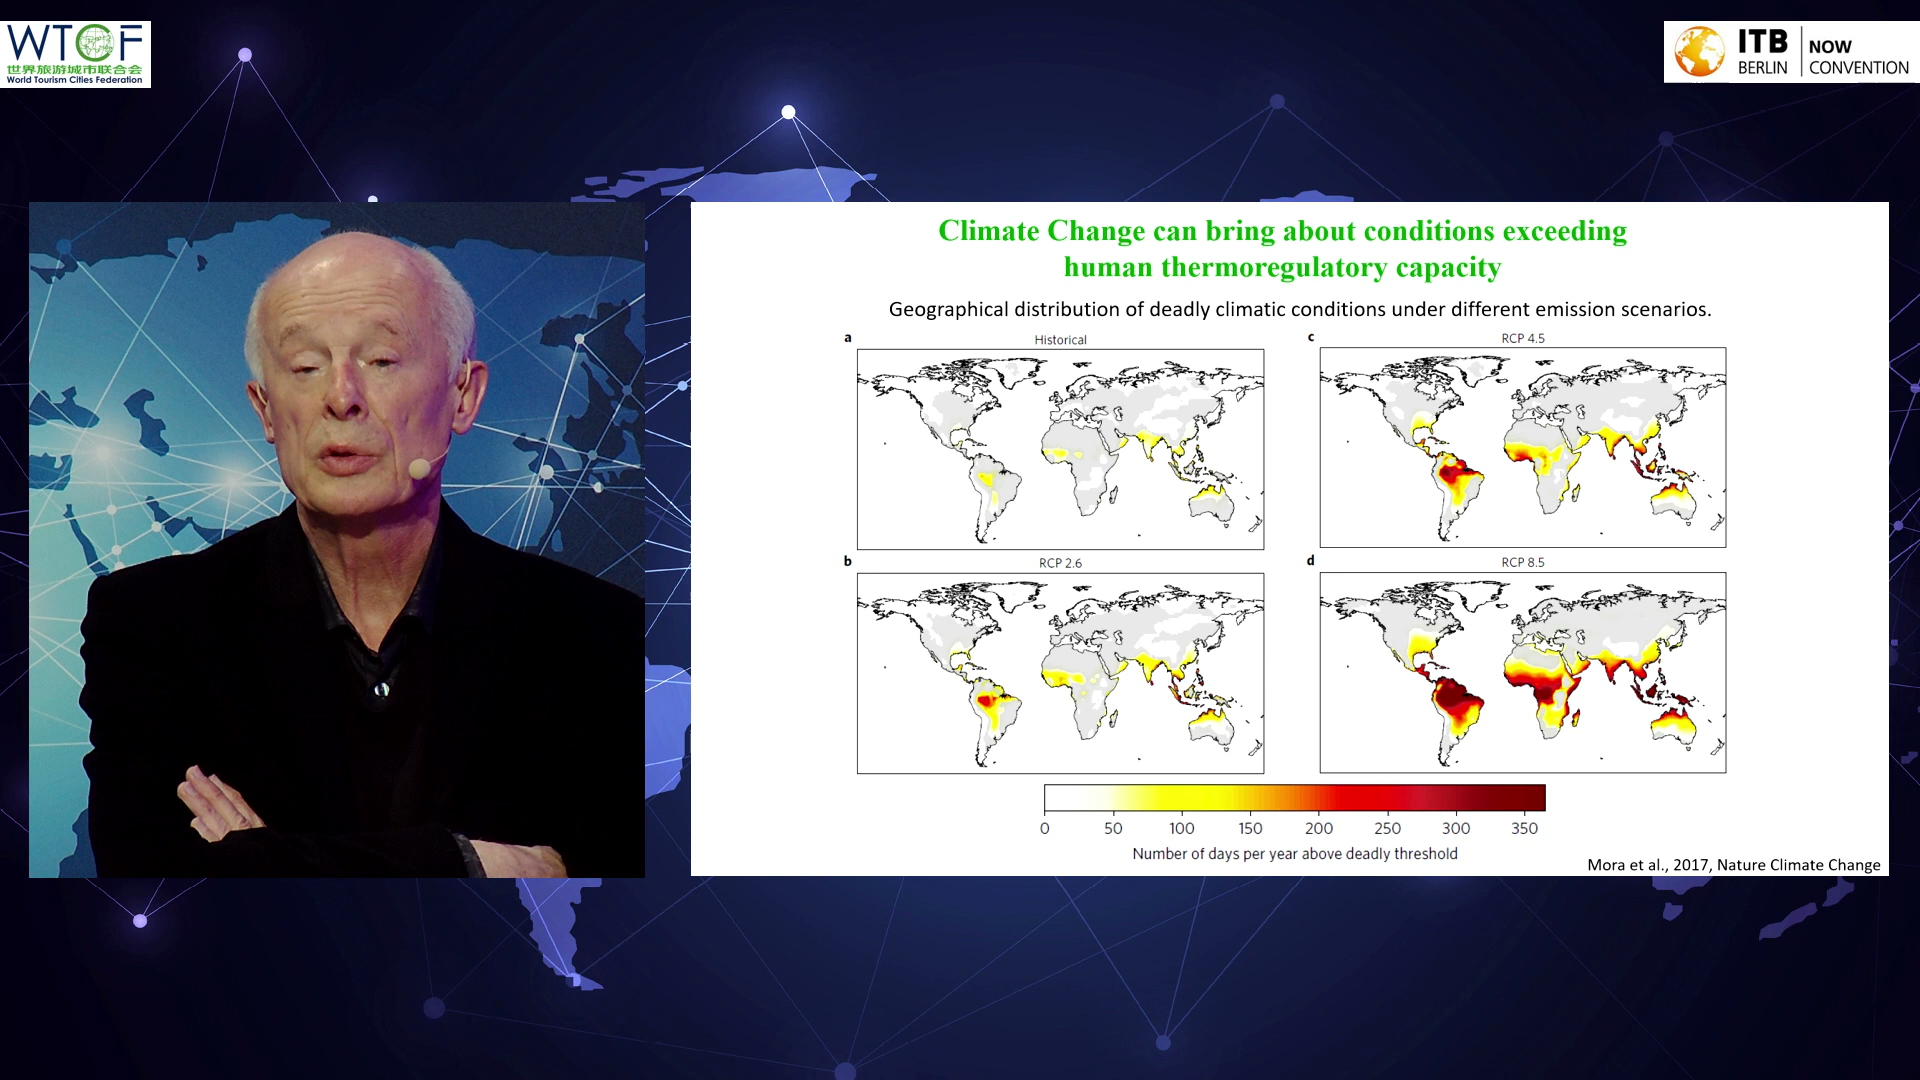 WTCF
世界旅游城市联合会
World Tourism Cities Federation
ITB
BERLIN
NOW
CONVENTION
Climate Change can bring about conditions exceeding
human thermoregulatory capacity
Geographical distribution of deadly climatic conditions under different emission scenarios.
a
Historical
c
RCP 4.5
b
RCP 2.6
d
RCP 8.5
0 50 100 150 200 250 300 350
Number of days per year above deadly threshold
Mora et al., 2017, Nature Climate Change